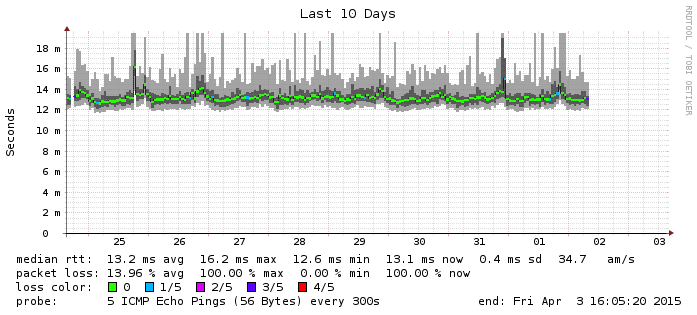 Last 10 Days
RRDTOOL / TOBI OETIKER
Seconds
18 m
16 m
14 m
12 m
10 m
8 m
6 m
4 m
2 m
0
25 26 27 28 29 30 31 01 02 03
median rtt: 13.2 ms avg 16.2 ms max 12.6 ms min 13.1 ms now 0.4 ms sd 34.7 am/s
packet loss: 13.96 % avg 100.00 % max 0.00 % min 100.00 % now
loss color: 0 1/5 2/5 3/5 4/5
probe: 5 ICMP Echo Pings (56 Bytes) every 300s end: Fri Apr 3 16:05:20 2015